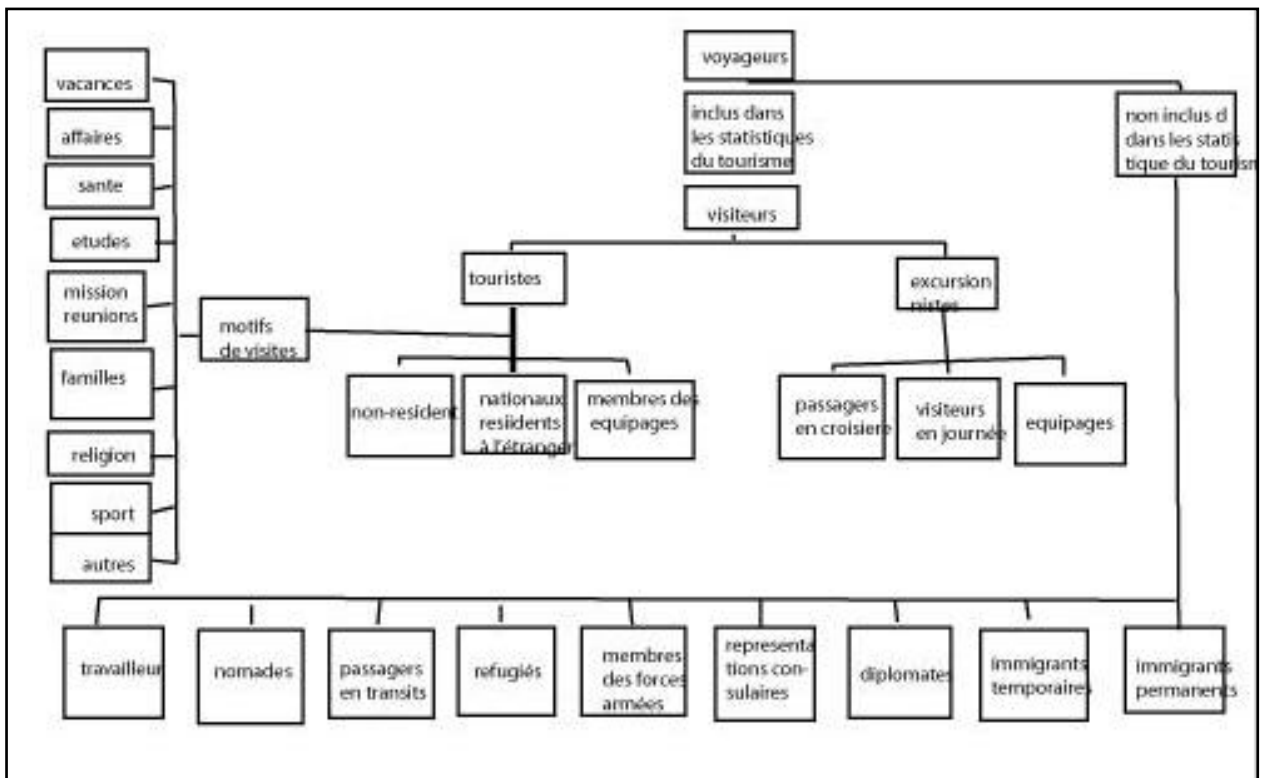 voyageurs
inclus dans
les statistiques
du tourisme
non inclus d
dans les statis
tique du tourism
visiteurs
touristes
excursion
nistes
vacances
affaires
sante
etudes
mission
reunions
familles
religion
sport
autres
motifs
de visites
non-resident
nationaux
resiidents
à l'étranger
membres des
equipages
passagers
en croisiere
visiteurs
en journée
equipages
travailleur
nomades
passagers
en transits
refugiés
membres
des forces
armées
representa
tions con-
sulaires
diplomates
immigrants
temporaires
immigrants
permanents